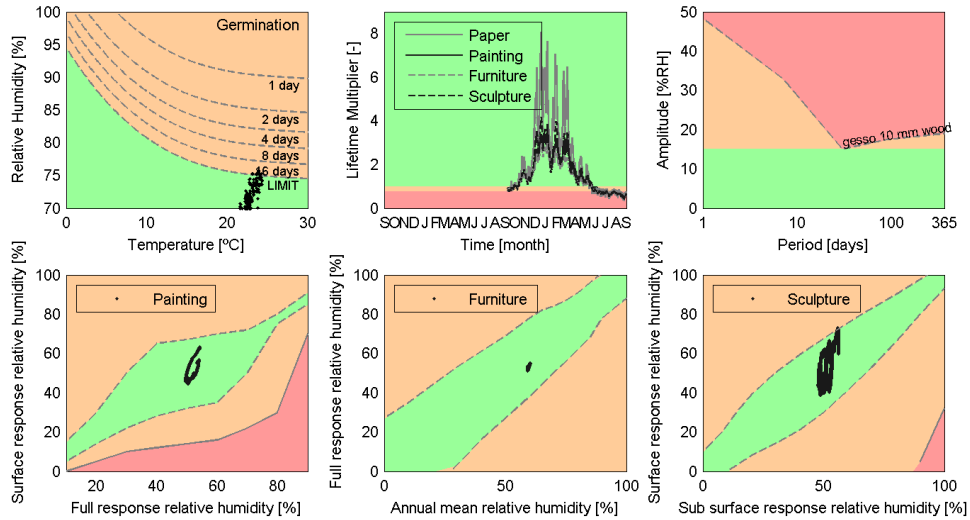 Germination
1 day
2 days
4 days
8 days
16 days
LIMIT
100
95
90
85
80
75
70
0
10
20
30
Relative Humidity [%]
Temperature [ºC]
Paper
Painting
Furniture
Sculpture
8
6
4
2
0
SOND J FMAMJ J ASOND J FMAMJ J AS
Lifetime Multiplier [-]
Time [month]
gesso 10 mm wood
50
40
30
20
10
0
1
10
100
365
Amplitude [%RH]
Period [days]
Painting
100
80
60
40
20
0
20
40
60
80
Surface response relative humidity [%]
Full response relative humidity [%]
Furniture
100
80
60
40
20
0
0
50
100
Full response relative humidity [%]
Annual mean relative humidity [%]
Sculpture
100
80
60
40
20
0
0
50
100
Surface response relative humidity [%]
Sub surface response relative humidity [%]